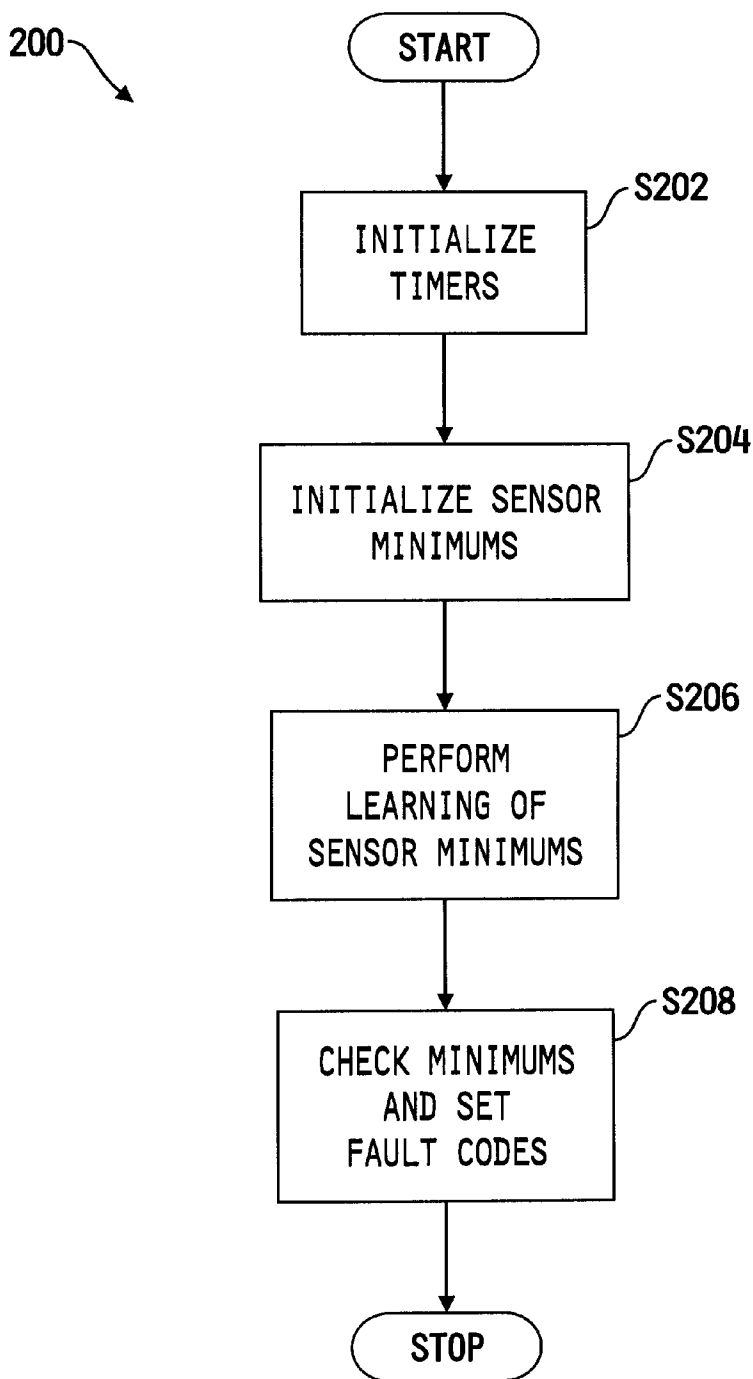 200
START
S202
INITIALIZE
TIMERS
S204
INITIALIZE SENSOR
MINIMUMS
S206
PERFORM
LEARNING OF
SENSOR MINIMUMS
S208
CHECK MINIMUMS
AND SET
FAULT CODES
STOP